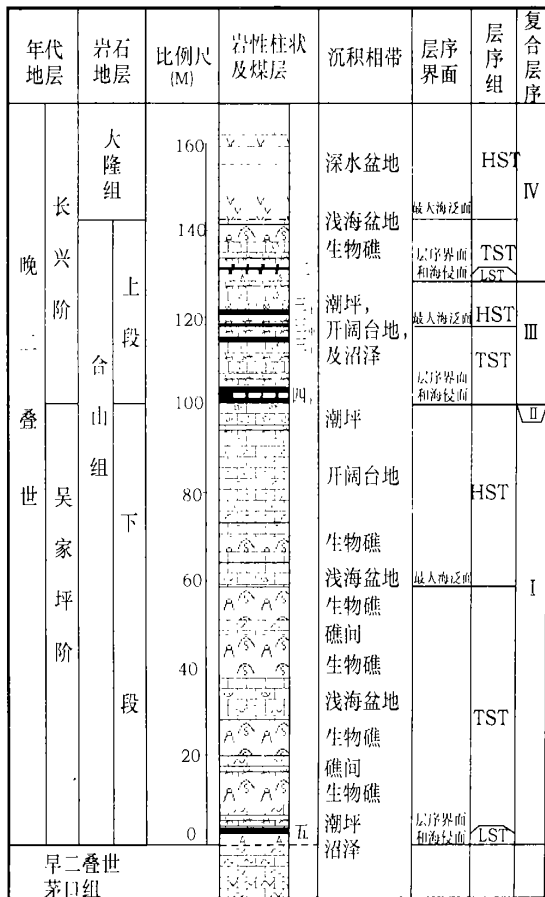 年代地层
岩石地层
比例尺(M)
岩性柱状及煤层
沉积相带
层序界面
层序组
复合层序
晚二叠世
长兴阶
吴家坪阶
大隆组
合山组
上段
下段
早二叠世
茅口组
160
140
120
100
80
60
40
20
0
四
五
深水盆地
浅海盆地
生物礁
潮坪,
开阔台地,
及沼泽
潮坪
开阔台地
生物礁
浅海盆地
生物礁
礁间
生物礁
浅海盆地
生物礁
礁间
生物礁
潮坪
沼泽
最大海泛面
层序界面
和海侵面
最大海泛面
层序界面
和海侵面
最大海泛面
层序界面
和海侵面
HST
TST
LST
HST
TST
HST
TST
LST
Ⅳ
Ⅲ
Ⅱ
Ⅰ